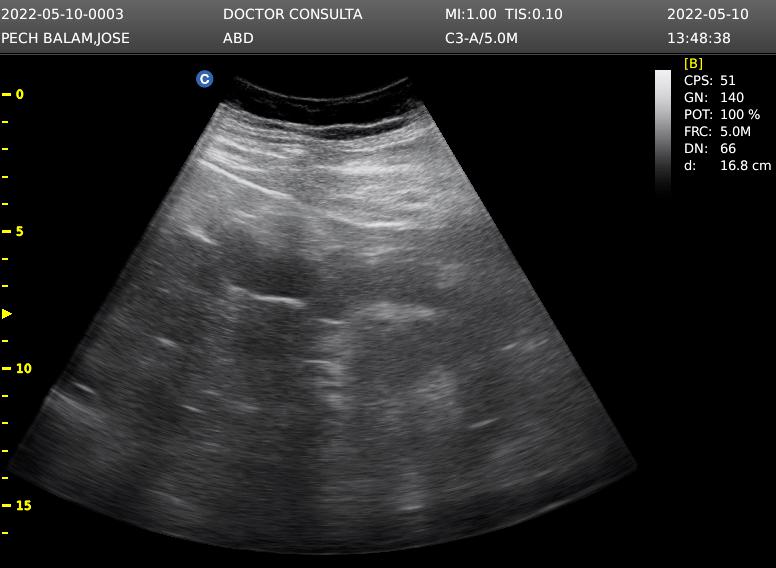 2022-05-10-0003 DOCTOR CONSULTA MI:1.00 TIS:0.10 2022-05-10
PECH BALAM,JOSE ABD C3-A/5.0M 13:48:38
C
[B]
CPS: 51
GN: 140
POT: 100 %
FRC: 5.0M
DN: 66
d: 16.8 cm
0
5
10
15